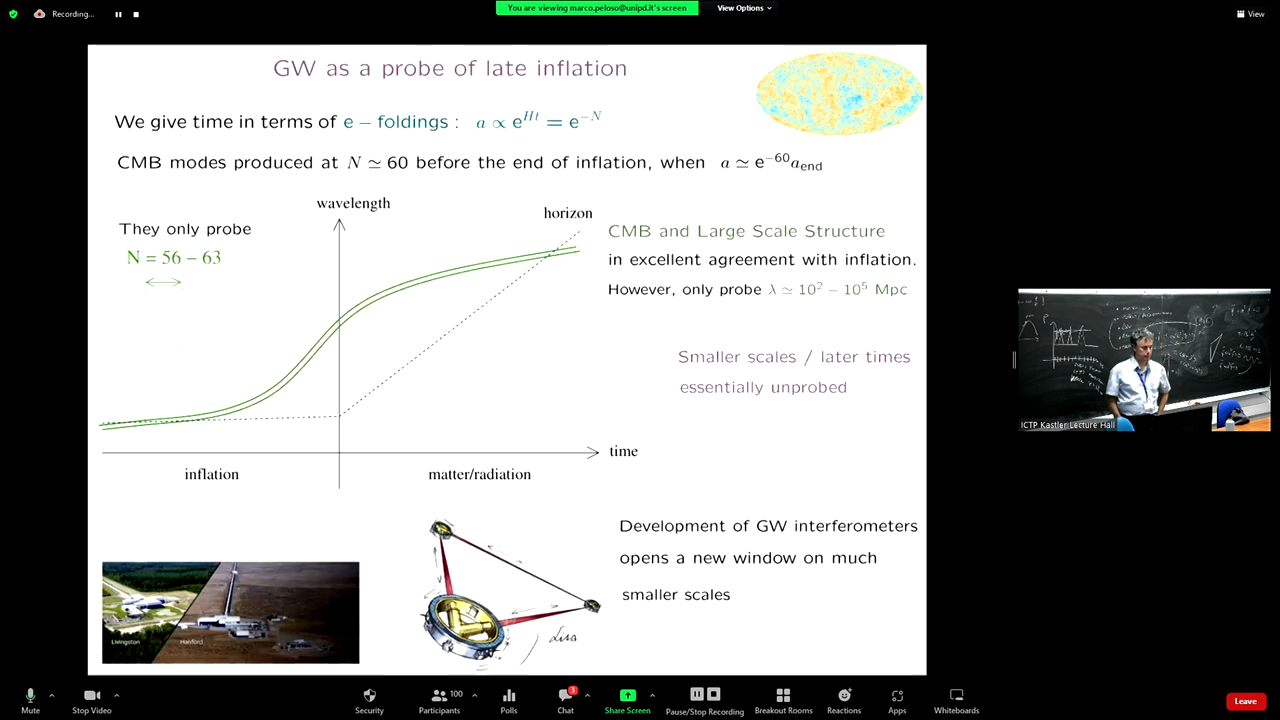 Recording...
You are viewing marco.peloso@unipd.it's screen
View Options
View
GW as a probe of late inflation
We give time in terms of e – foldings : a ∝ e^{Ht} = e^{−N}
CMB modes produced at N ≃ 60 before the end of inflation, when a ≃ e^{−60} a_{end}
wavelength
horizon
They only probe
N = 56 – 63
CMB and Large Scale Structure
in excellent agreement with inflation.
However, only probe λ ≃ 10² – 10⁵ Mpc
Smaller scales / later times
essentially unprobed
time
inflation
matter/radiation
ICTP Kastler Lecture Hall
Development of GW interferometers
opens a new window on much
smaller scales
Livingston
Hanford
Mute
Stop Video
Security
100
Participants
Polls
3
Chat
Share Screen
Pause/Stop Recording
Breakout Rooms
Reactions
Apps
Whiteboards
Leave